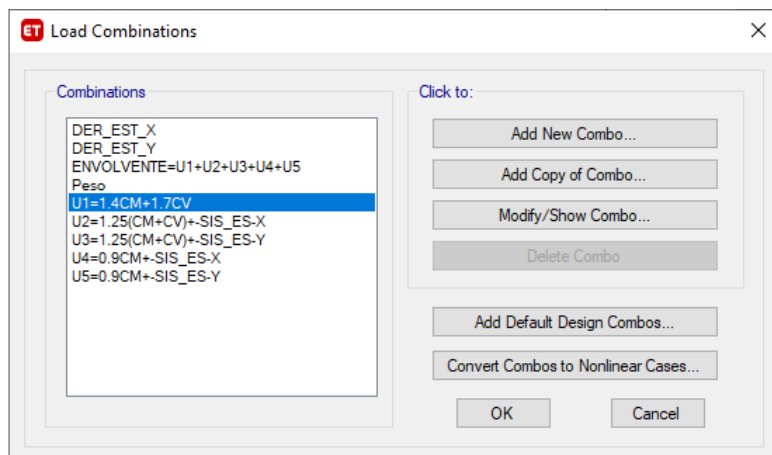 ET Load Combinations
Combinations
DER_EST_X
DER_EST_Y
ENVOLVENTE=U1+U2+U3+U4+U5
Peso
U1=1.4CM+1.7CV
U2=1.25(CM+CV)+-SIS_ES-X
U3=1.25(CM+CV)+-SIS_ES-Y
U4=0.9CM+-SIS_ES-X
U5=0.9CM+-SIS_ES-Y
Click to:
Add New Combo...
Add Copy of Combo...
Modify/Show Combo...
Delete Combo
Add Default Design Combos...
Convert Combos to Nonlinear Cases...
OK
Cancel